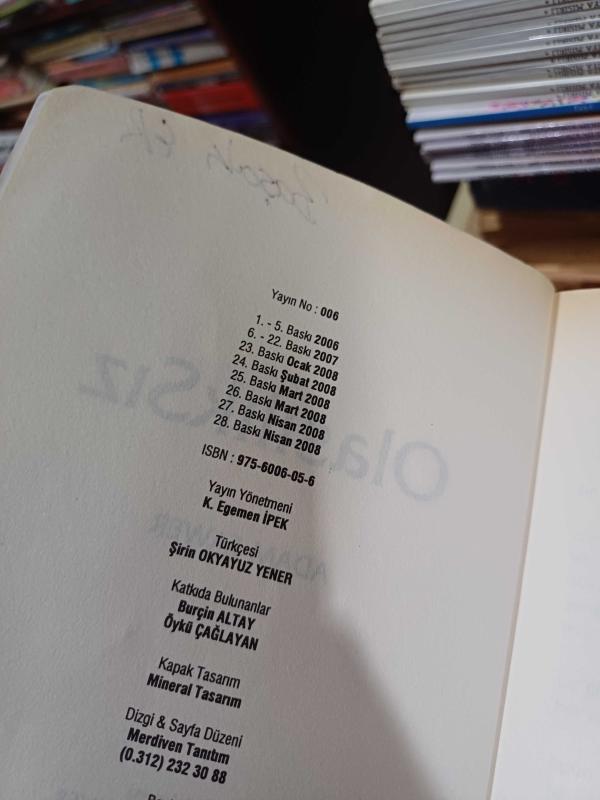 Yayın No : 006
1. - 5. Baskı 2006
6. - 22. Baskı 2007
23. Baskı Ocak 2008
24. Baskı Şubat 2008
25. Baskı Mart 2008
26. Baskı Mart 2008
27. Baskı Nisan 2008
28. Baskı Nisan 2008
ISBN : 975-6006-05-6
Yayın Yönetmeni
K. Egemen İPEK
Türkçesi
Şirin OKYAYUZ YENER
Katkıda Bulunanlar
Burçin ALTAY
Öykü ÇAĞLAYAN
Kapak Tasarım
Mineral Tasarım
Dizgi & Sayfa Düzeni
Merdiven Tanıtım
(0.312) 232 30 88